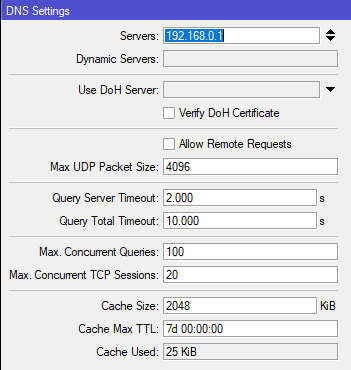 DNS Settings
Servers: 192.168.0.1
Dynamic Servers:
Use DoH Server:
Verify DoH Certificate
Allow Remote Requests
Max UDP Packet Size: 4096
Query Server Timeout: 2.000 s
Query Total Timeout: 10.000 s
Max. Concurrent Queries: 100
Max. Concurrent TCP Sessions: 20
Cache Size: 2048 KiB
Cache Max TTL: 7d 00:00:00
Cache Used: 25 KiB